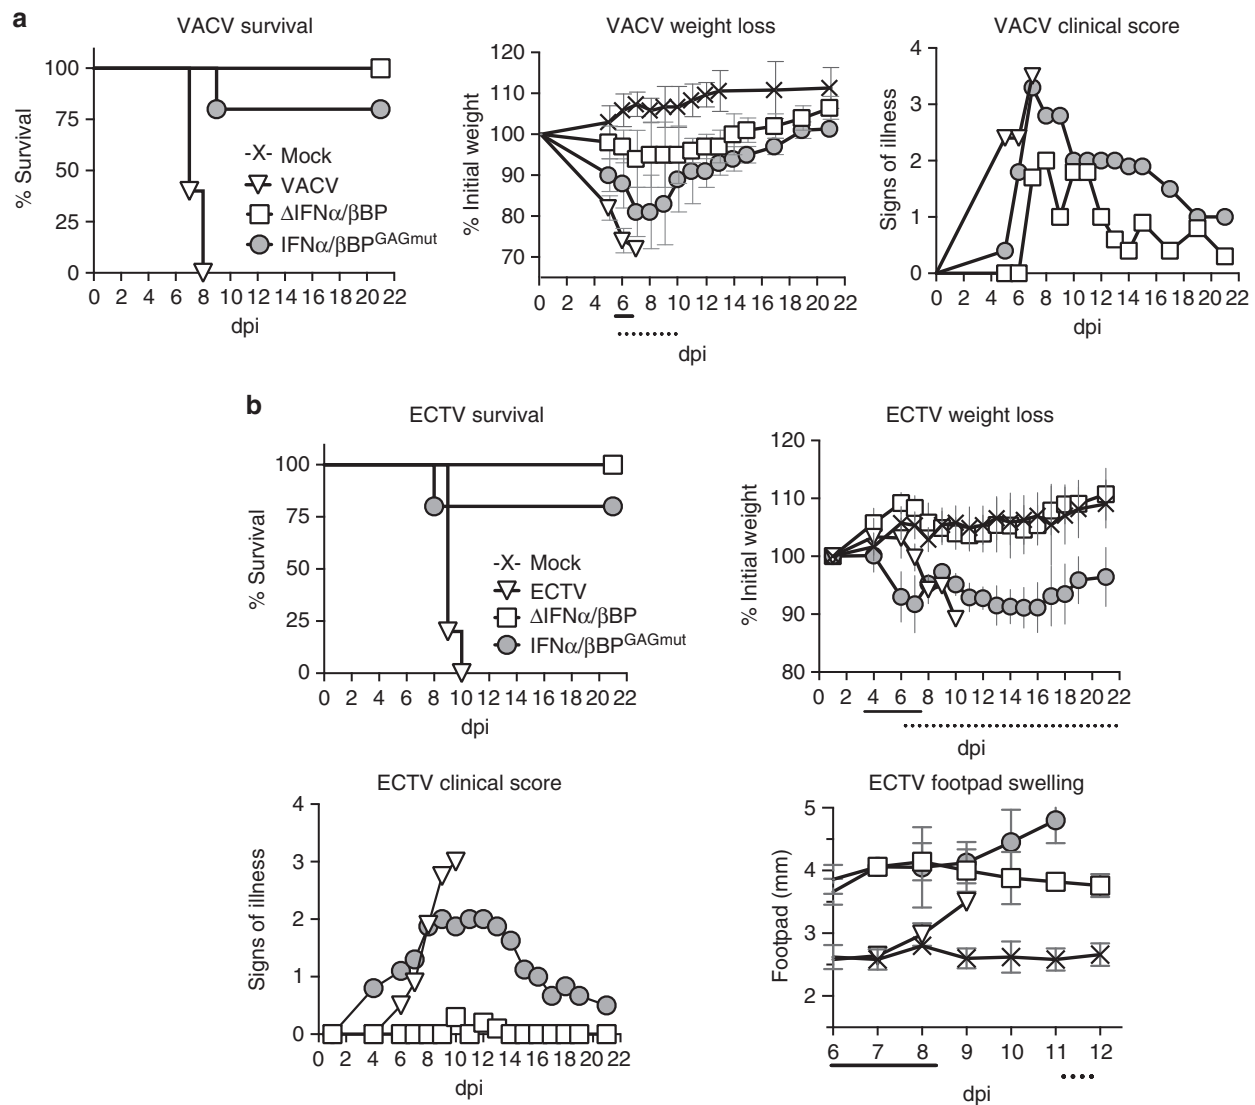 a
VACV survival
% Survival
100
75
50
25
0
-X- Mock
VACV
ΔIFNα/βBP
IFNα/βBP^GAGmut
0 2 4 6 8 10 12 14 16 18 20 22
dpi
VACV weight loss
% Initial weight
120
110
100
90
80
70
0 2 4 6 8 10 12 14 16 18 20 22
dpi
VACV clinical score
Signs of illness
4
3
2
1
0
0 2 4 6 8 10 12 14 16 18 20 22
dpi
b
ECTV survival
% Survival
100
75
50
25
0
-X- Mock
ECTV
ΔIFNα/βBP
IFNα/βBP^GAGmut
0 2 4 6 8 10 12 14 16 18 20 22
dpi
ECTV weight loss
% Initial weight
120
110
100
90
80
0 2 4 6 8 10 12 14 16 18 20 22
dpi
ECTV clinical score
Signs of illness
4
3
2
1
0
0 2 4 6 8 10 12 14 16 18 20 22
dpi
ECTV footpad swelling
Footpad (mm)
5
4
3
2
6 7 8 9 10 11 12
dpi